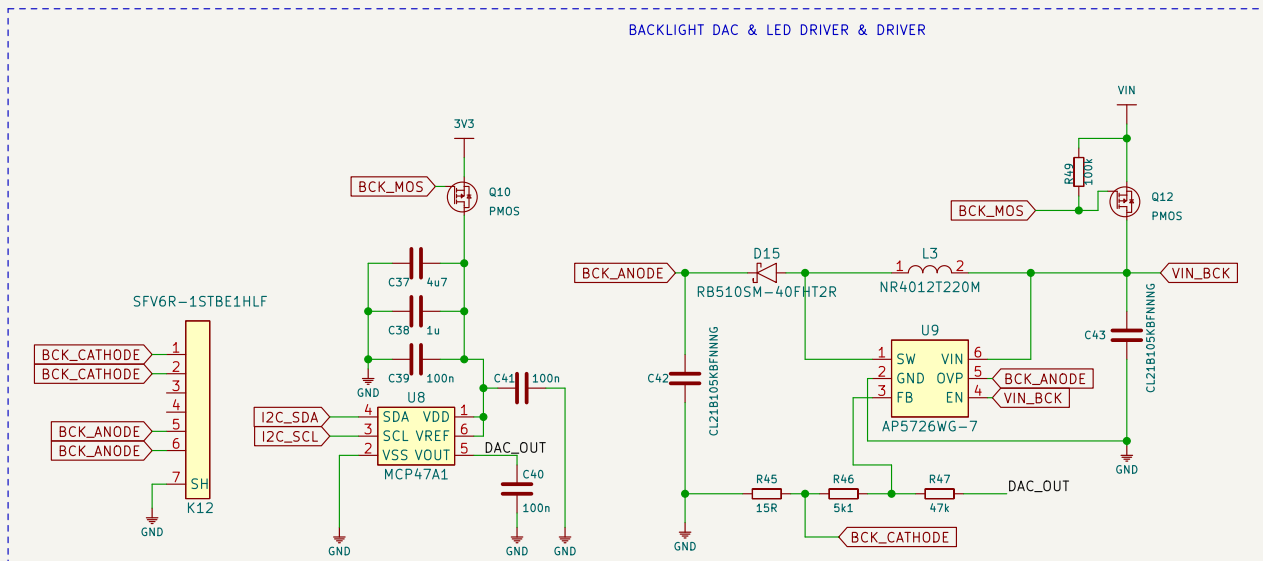 BACKLIGHT DAC & LED DRIVER & DRIVER
SFV6R-1STBE1HLF
BCK_CATHODE 1
BCK_CATHODE 2
3
4
BCK_ANODE 5
BCK_ANODE 6
7 SH
K12
GND
3V3
BCK_MOS
Q10
PMOS
C37 4u7
C38 1u
C39 100n
GND
C41 100n
U8
I2C_SDA 4 SDA VDD 1
I2C_SCL 3 SCL VREF 6
2 VSS VOUT 5
DAC_OUT
MCP47A1
C40
100n
GND
GND
GND
VIN
R49
100k
BCK_MOS
Q12
PMOS
BCK_ANODE
D15
RB510SM-40FHT2R
L3
1 2
NR4012T220M
VIN_BCK
C42
CL21B105KBFNNNG
C43
CL21B105KBFNNNG
U9
1 SW VIN 6
2 GND OVP 5 BCK_ANODE
3 FB EN 4 VIN_BCK
AP5726WG-7
GND
R45
15R
R46
5k1
R47
47k
DAC_OUT
GND
BCK_CATHODE